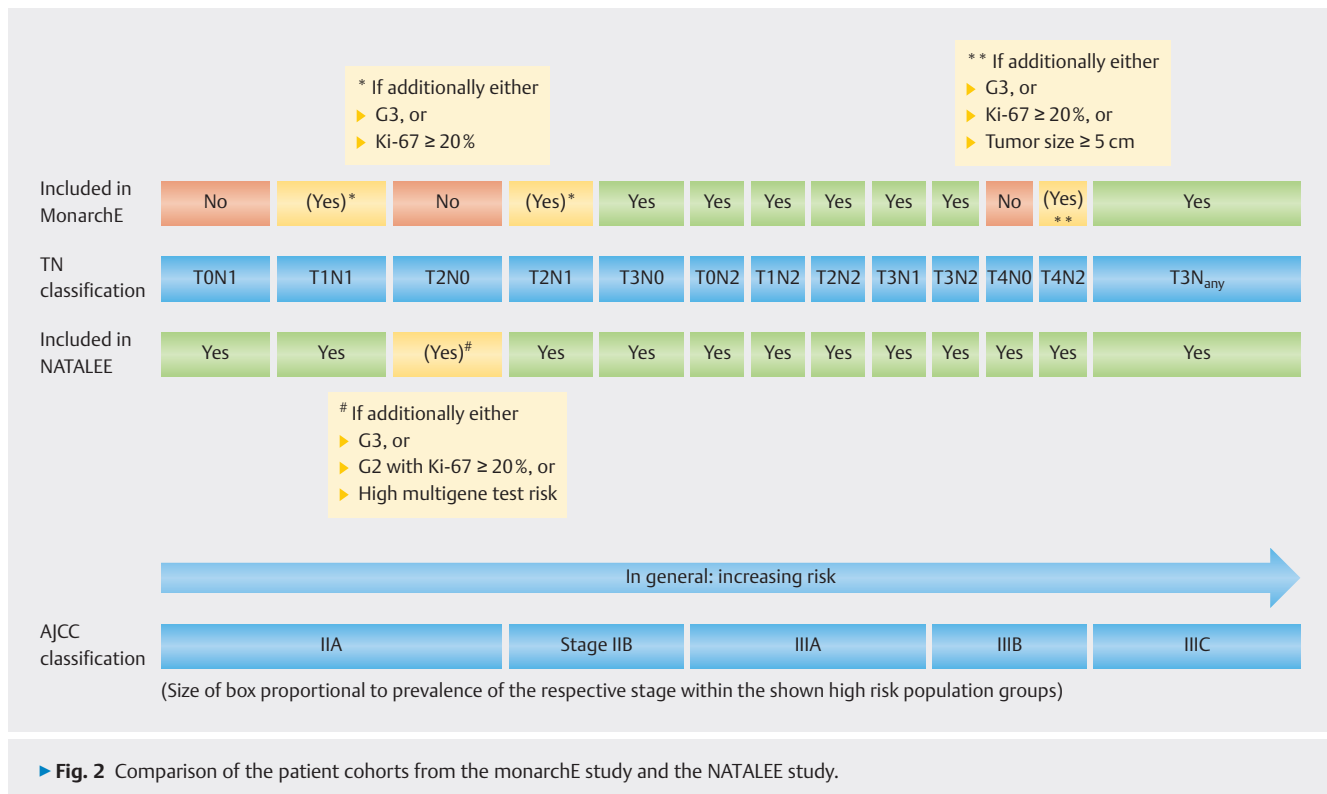 * If additionally either
▶ G3, or
▶ Ki-67 ≥ 20%
** If additionally either
▶ G3, or
▶ Ki-67 ≥ 20%, or
▶ Tumor size ≥ 5 cm
Included in
MonarchE
No (Yes)* No (Yes)* Yes Yes Yes Yes Yes Yes No (Yes)
** Yes
TN
classification
T0N1 T1N1 T2N0 T2N1 T3N0 T0N2 T1N2 T2N2 T3N1 T3N2 T4N0 T4N2 T3Nany
Included in
NATALEE
Yes Yes (Yes)# Yes Yes Yes Yes Yes Yes Yes Yes Yes Yes
# If additionally either
▶ G3, or
▶ G2 with Ki-67 ≥ 20%, or
▶ High multigene test risk
In general: increasing risk
AJCC
classification
IIA Stage IIB IIIA IIIB IIIC
(Size of box proportional to prevalence of the respective stage within the shown high risk population groups)
▶ Fig. 2 Comparison of the patient cohorts from the monarchE study and the NATALEE study.